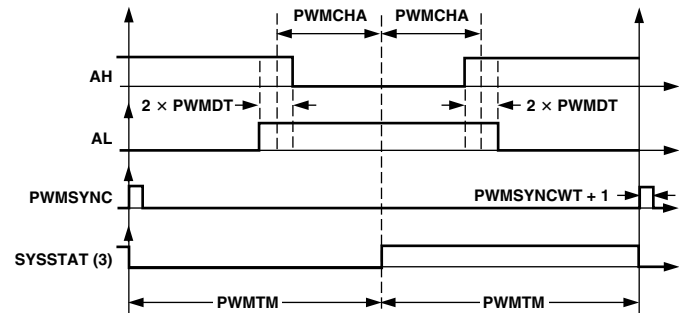 PWMCHA PWMCHA
AH
2 × PWMDT 2 × PWMDT
AL
PWMSYNC PWMSYNCWT + 1
SYSSTAT (3)
PWMTM PWMTM